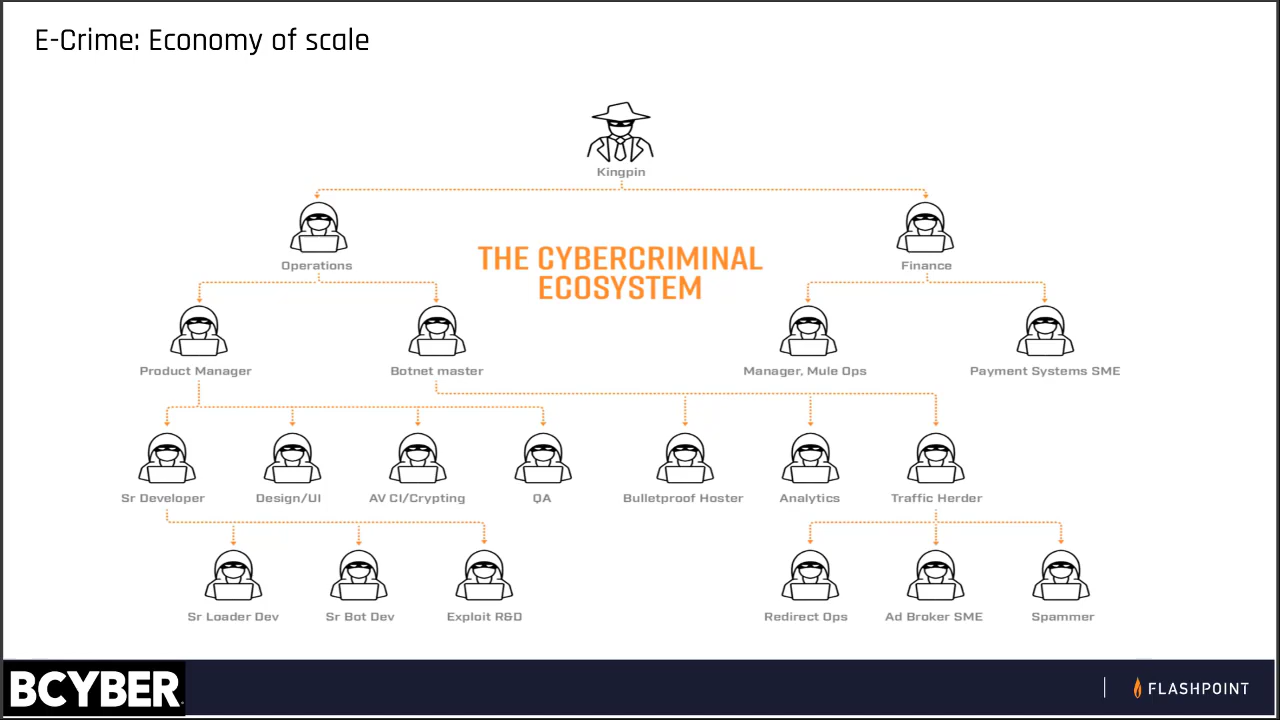 E-Crime: Economy of scale
Kingpin
Operations
THE CYBERCRIMINAL
ECOSYSTEM
Finance
Product Manager
Botnet master
Manager, Mule Ops
Payment Systems SME
Sr Developer
Design/UI
AV CI/Crypting
QA
Bulletproof Hoster
Analytics
Traffic Herder
Sr Loader Dev
Sr Bot Dev
Exploit R&D
Redirect Ops
Ad Broker SME
Spammer
BCYBER
FLASHPOINT